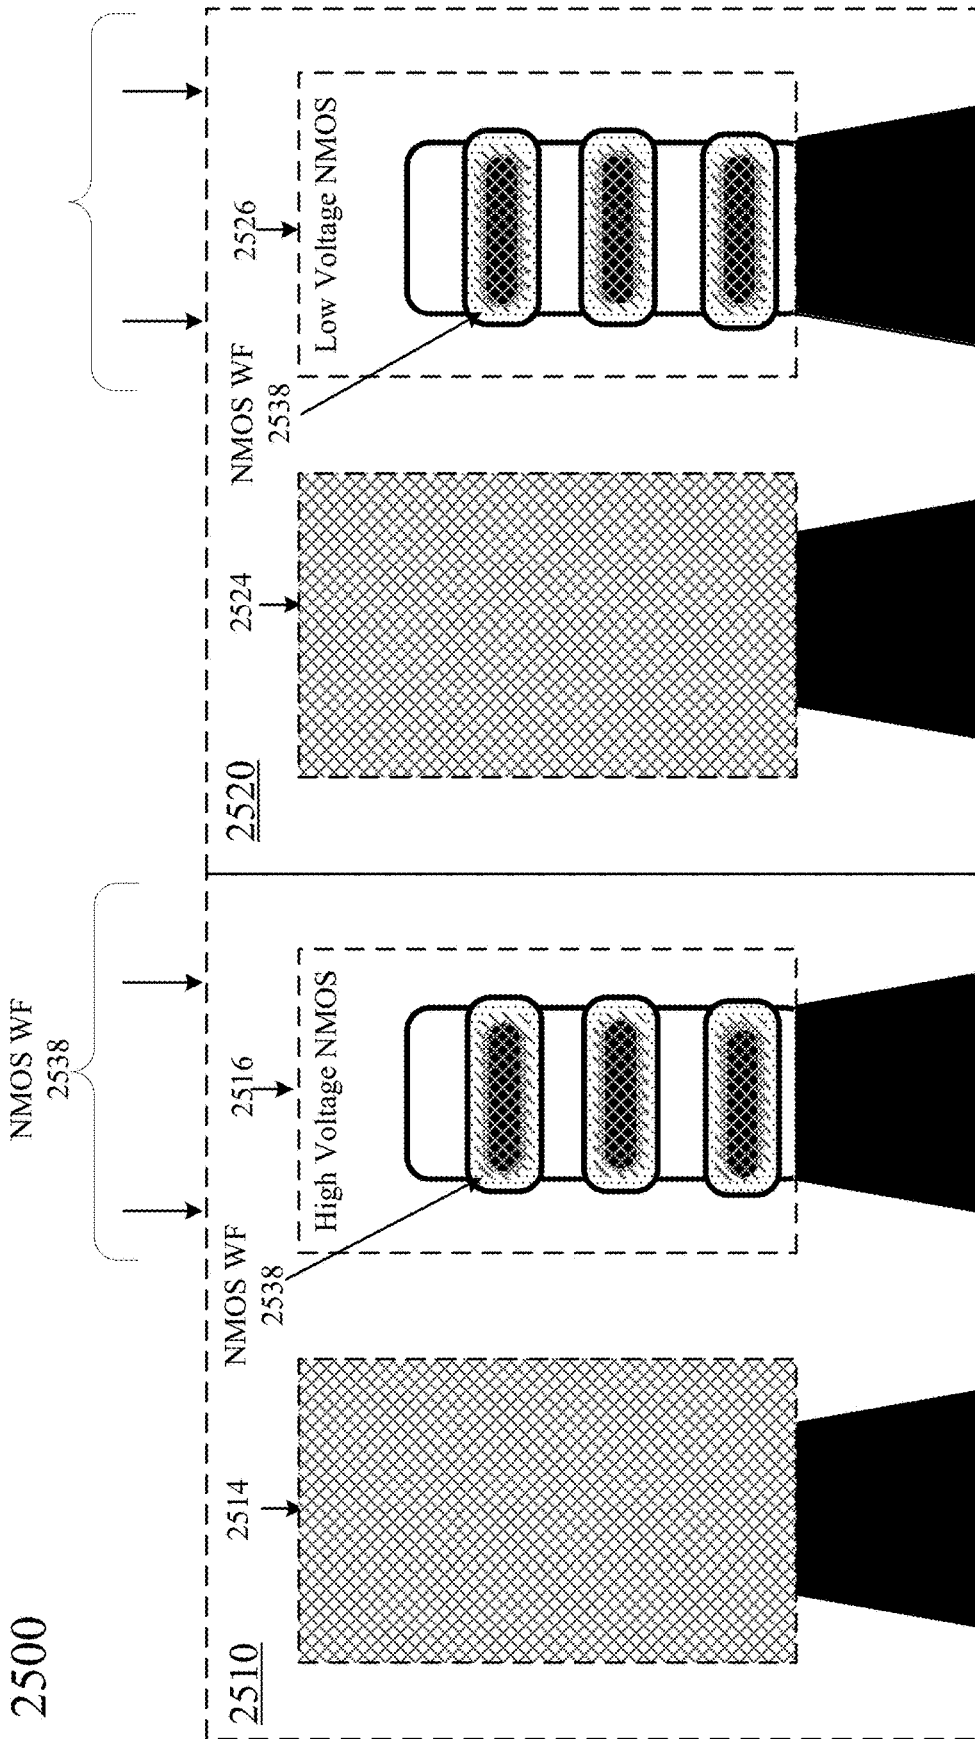 2500
NMOS WF
2538
2510
2514
NMOS WF
2538
2516
High Voltage NMOS
2520
2524
NMOS WF
2538
2526
Low Voltage NMOS